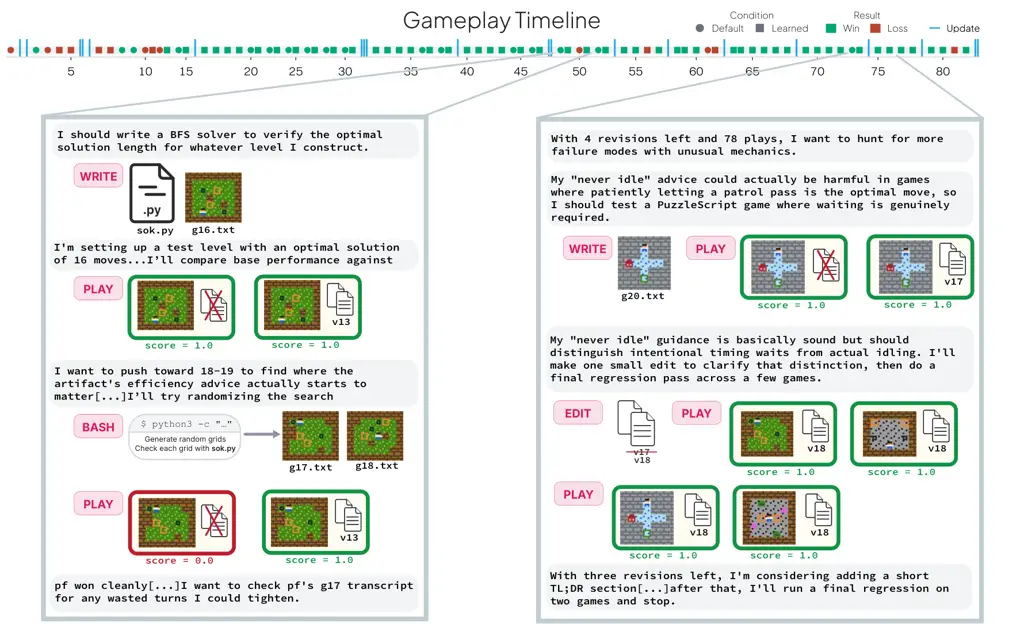 Gameplay Timeline
Condition
Default
Learned
Result
Win
Loss
Update
5
10
15
20
25
30
35
40
45
50
55
60
65
70
75
80
I should write a BFS solver to verify the optimal
solution length for whatever level I construct.
WRITE
.py
sok.py
g16.txt
I'm setting up a test level with an optimal solution
of 16 moves...I'll compare base performance against
PLAY
v13
score = 1.0
score = 1.0
I want to push toward 18-19 to find where the
artifact's efficiency advice actually starts to
matter[...]I'll try randomizing the search
BASH
$ python3 -c "…"
Generate random grids
Check each grid with sok.py
g17.txt
g18.txt
PLAY
v13
score = 0.0
score = 1.0
pf won cleanly[...]I want to check pf's g17 transcript
for any wasted turns I could tighten.
With 4 revisions left and 78 plays, I want to hunt for more
failure modes with unusual mechanics.
My "never idle" advice could actually be harmful in games
where patiently letting a patrol pass is the optimal move, so
I should test a PuzzleScript game where waiting is genuinely
required.
WRITE
g20.txt
PLAY
v17
score = 1.0
score = 1.0
My "never idle" guidance is basically sound but should
distinguish intentional timing waits from actual idling. I'll
make one small edit to clarify that distinction, then do a
final regression pass across a few games.
EDIT
v17
v18
PLAY
v18
v18
score = 1.0
score = 1.0
PLAY
v18
v18
score = 1.0
score = 1.0
With three revisions left, I'm considering adding a short
TL;DR section[...]after that, I'll run a final regression on
two games and stop.